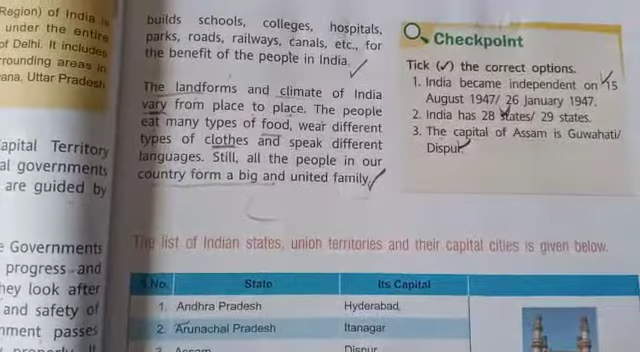 Region) of India is
under the entire
of Delhi. It includes
rrounding areas in
ana, Uttar Pradesh
apital Territory
al governments
are guided by
e Governments
progress and
hey look after
and safety of
nment passes
builds schools, colleges, hospitals,
parks, roads, railways, canals, etc., for
the benefit of the people in India.
The landforms and climate of India
vary from place to place. The people
eat many types of food, wear different
types of clothes and speak different
languages. Still, all the people in our
country form a big and united family.
Checkpoint
Tick (✓) the correct options.
1. India became independent on 15
August 1947/ 26 January 1947.
2. India has 28 states/ 29 states.
3. The capital of Assam is Guwahati/
Dispur.
The list of Indian states, union territories and their capital cities is given below.
S.No. State Its Capital
1. Andhra Pradesh Hyderabad
2. Arunachal Pradesh Itanagar
3. Assam Dispur